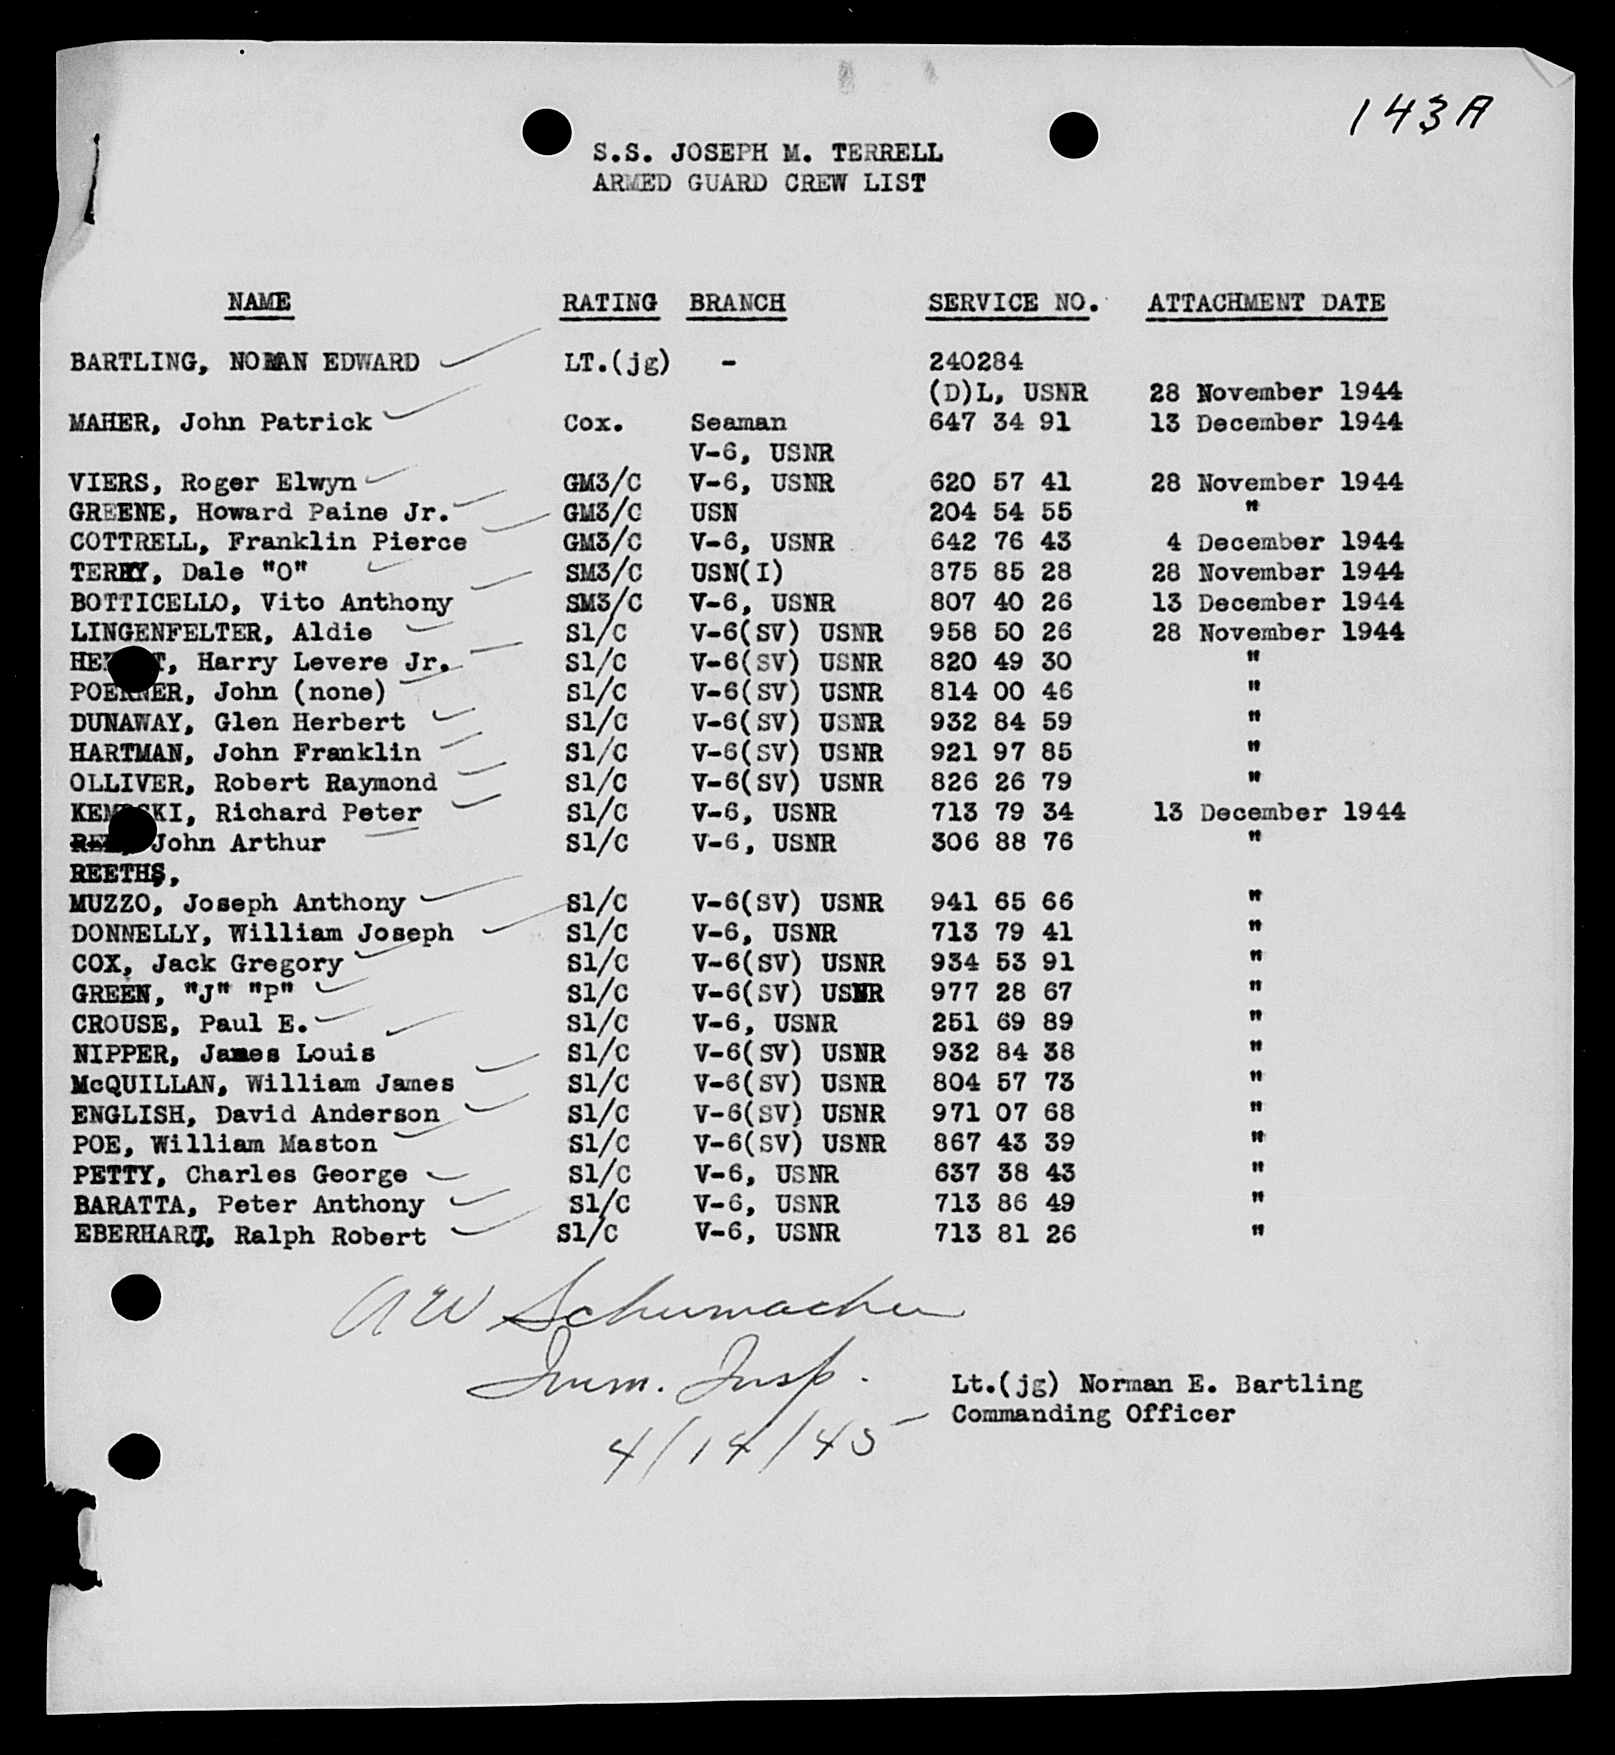 143A
S.S. JOSEPH M. TERRELL
ARMED GUARD CREW LIST
NAME RATING BRANCH SERVICE NO. ATTACHMENT DATE
BARTLING, NORMAN EDWARD LT.(jg) - 240284
(D)L, USNR 28 November 1944
MAHER, John Patrick Cox. Seaman 647 34 91 13 December 1944
V-6, USNR
VIERS, Roger Elwyn GM3/C V-6, USNR 620 57 41 28 November 1944
GREENE, Howard Paine Jr. GM3/C USN 204 54 55 "
COTTRELL, Franklin Pierce GM3/C V-6, USNR 642 76 43 4 December 1944
TERRY, Dale "O" SM3/C USN(I) 875 85 28 28 November 1944
BOTTICELLO, Vito Anthony SM3/C V-6, USNR 807 40 26 13 December 1944
LINGENFELTER, Aldie S1/C V-6(SV) USNR 958 50 26 28 November 1944
Harry Levere Jr. S1/C V-6(SV) USNR 820 49 30 "
POERNER, John (none) S1/C V-6(SV) USNR 814 00 46 "
DUNAWAY, Glen Herbert S1/C V-6(SV) USNR 932 84 59 "
HARTMAN, John Franklin S1/C V-6(SV) USNR 921 97 85 "
OLLIVER, Robert Raymond S1/C V-6(SV) USNR 826 26 79 "
Richard Peter S1/C V-6, USNR 713 79 34 13 December 1944
John Arthur S1/C V-6, USNR 306 88 76 "
REETHS,
MUZZO, Joseph Anthony S1/C V-6(SV) USNR 941 65 66 "
DONNELLY, William Joseph S1/C V-6, USNR 713 79 41 "
COX, Jack Gregory S1/C V-6(SV) USNR 934 53 91 "
GREEN, "J" "P" S1/C V-6(SV) USNR 977 28 67 "
CROUSE, Paul E. S1/C V-6, USNR 251 69 89 "
NIPPER, James Louis S1/C V-6(SV) USNR 932 84 38 "
McQUILLAN, William James S1/C V-6(SV) USNR 804 57 73 "
ENGLISH, David Anderson S1/C V-6(SV) USNR 971 07 68 "
POE, William Maston S1/C V-6(SV) USNR 867 43 39 "
PETTY, Charles George S1/C V-6, USNR 637 38 43 "
BARATTA, Peter Anthony S1/C V-6, USNR 713 86 49 "
EBERHART, Ralph Robert S1/C V-6, USNR 713 81 26 "
AW Schumacher
Imm. Insp.
4/14/45
Lt.(jg) Norman E. Bartling
Commanding Officer